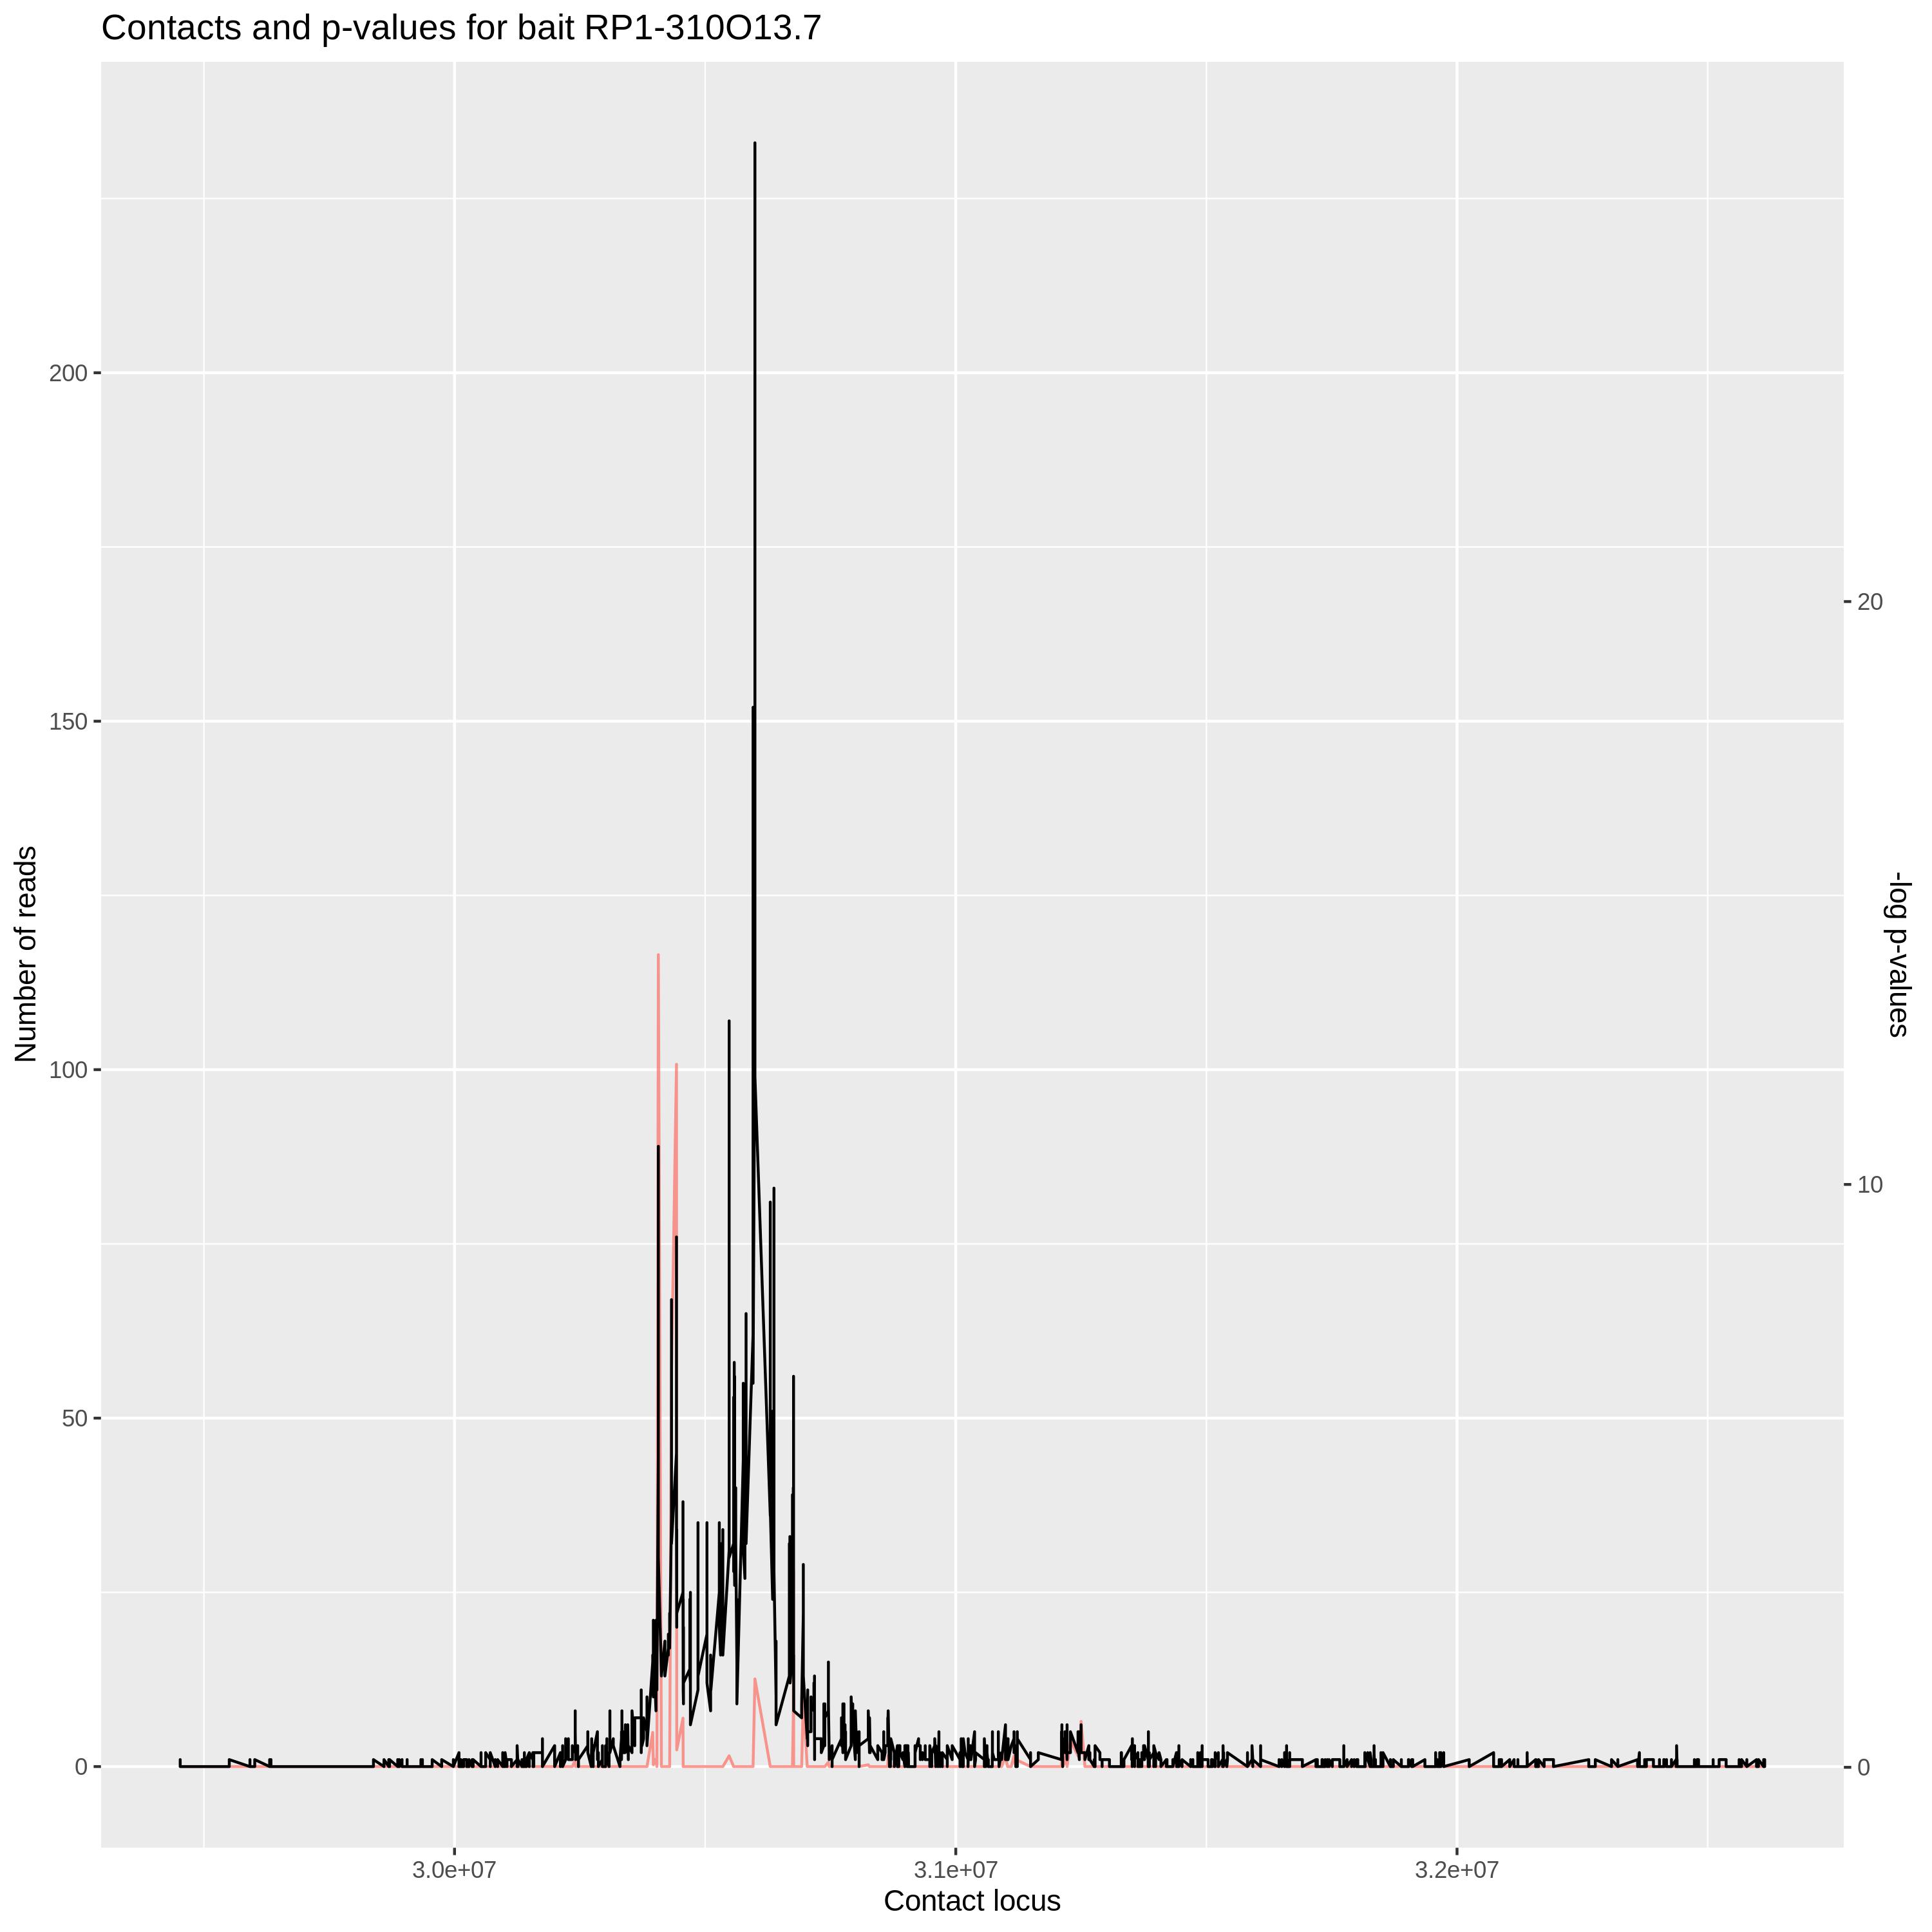 Contacts and p-values for bait RP1-310O13.7
200
150
100
50
0
Number of reads
20
10
0
-log p-values
3.0e+07
3.1e+07
3.2e+07
Contact locus